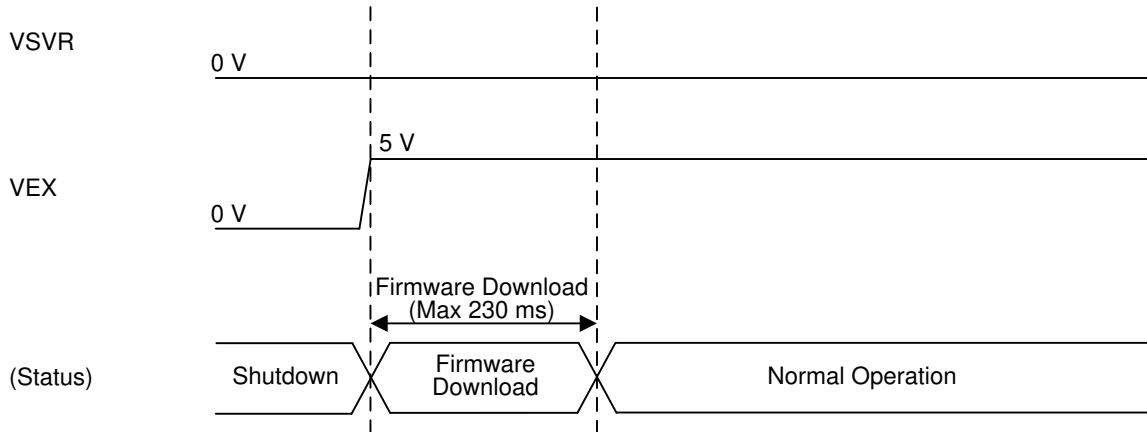 VSVR
0 V
5 V
VEX
0 V
Firmware Download
(Max 230 ms)
(Status)
Shutdown
Firmware
Download
Normal Operation